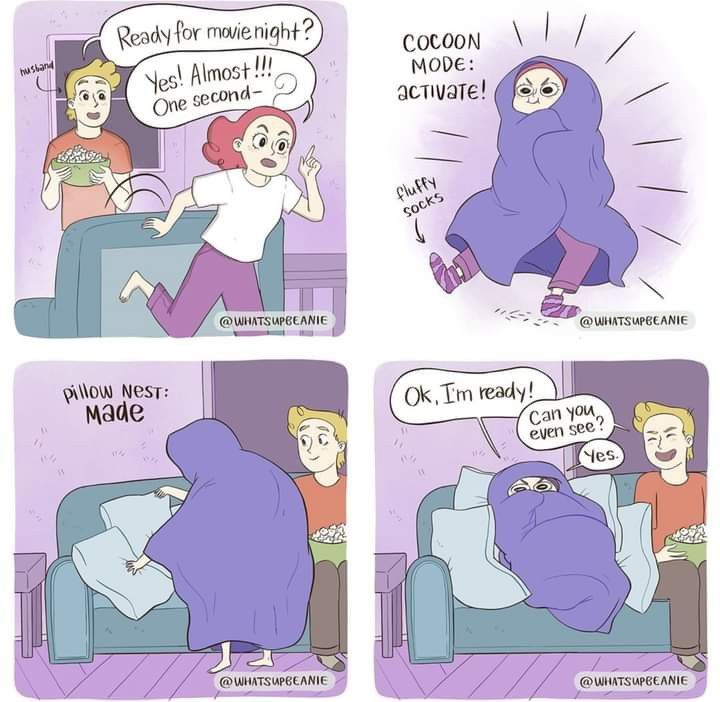 husband
Ready for movie night?
Yes! Almost!!!
One second-
@WHATSUPBEANIE
COCOON
MODE:
ACTIVATE!
fluffy
socks
@WHATSUPBEANIE
Pillow NEST:
Made
@WHATSUPBEANIE
Ok, I'm ready!
Can you
even see?
Yes.
@WHATSUPBEANIE